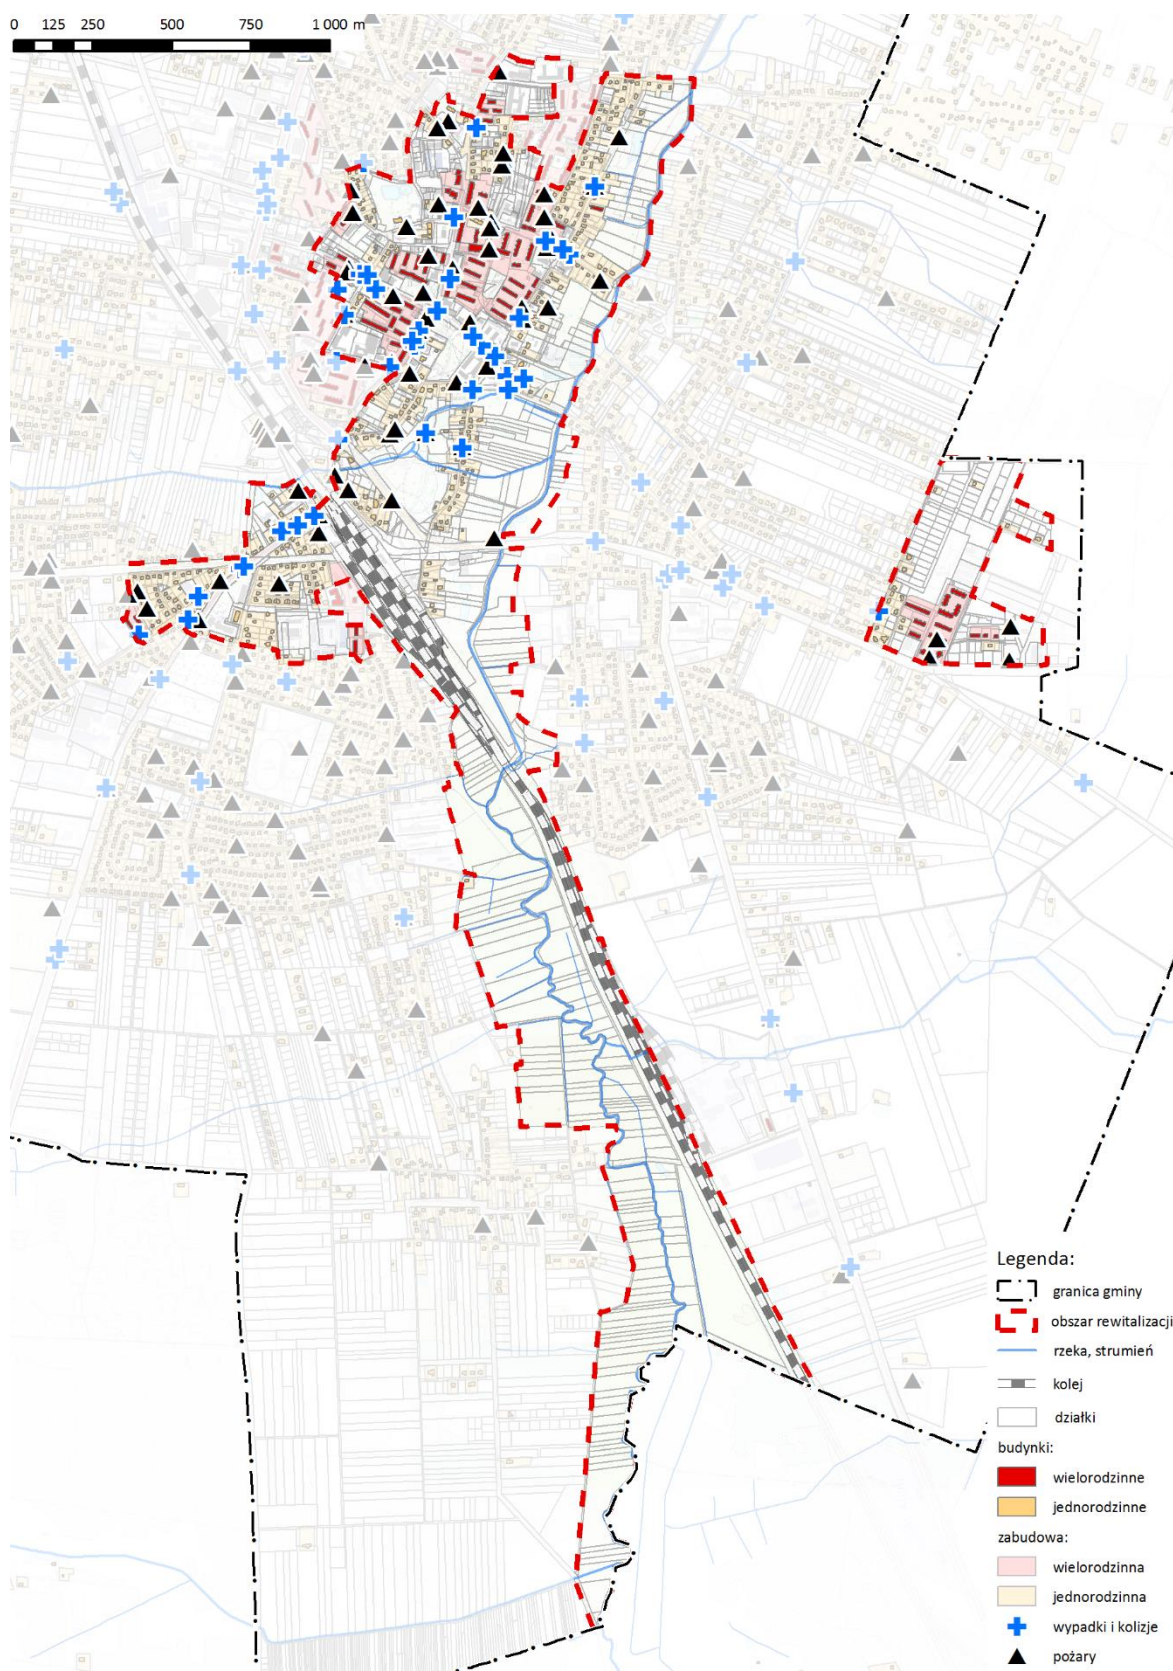 0 125 250 500 750 1 000 m
Legenda:
granica gminy
obszar rewitalizacji
rzeka, strumień
kolej
działki
budynki:
wielorodzinne
jednorodzinne
zabudowa:
wielorodzinna
jednorodzinna
wypadki i kolizje
pożary